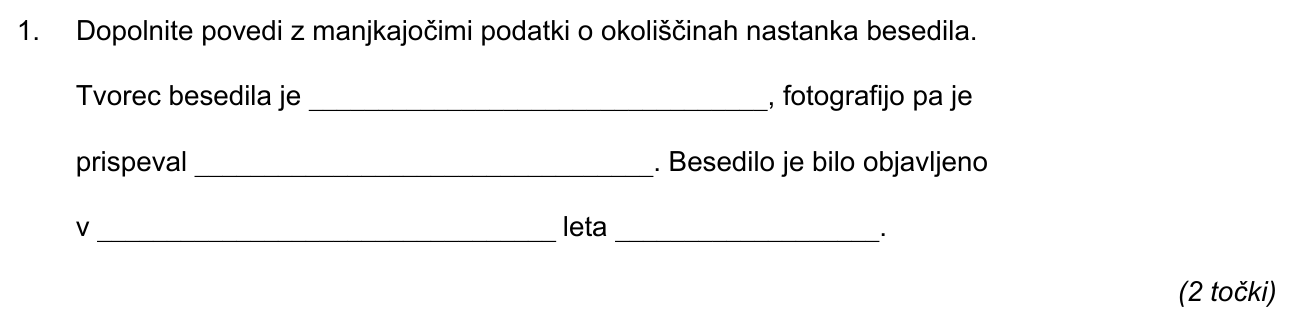 1. Dopolnite povedi z manjkajočimi podatki o okoliščinah nastanka besedila.
Tvorec besedila je ______________________________, fotografijo pa je
prispeval ______________________________. Besedilo je bilo objavljeno
v ______________________________ leta _________________.
(2 točki)